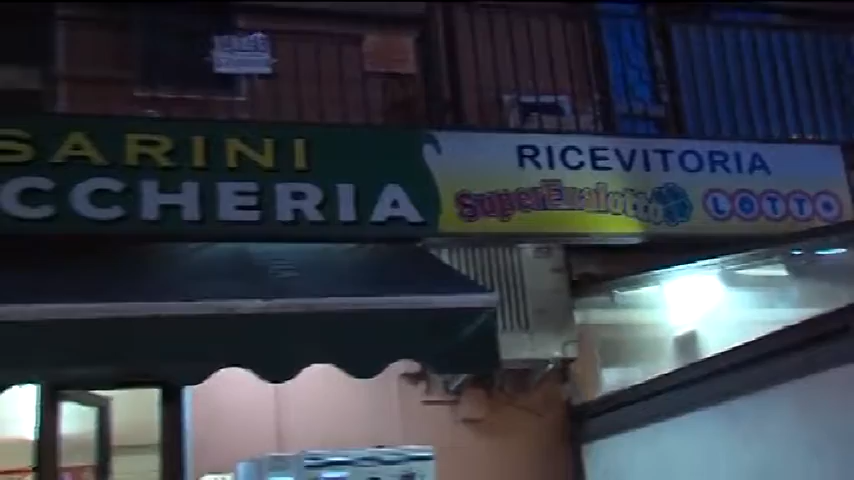 SARINI
CCHERIA
RICEVITORIA
SuperEnalotto
LOTTO